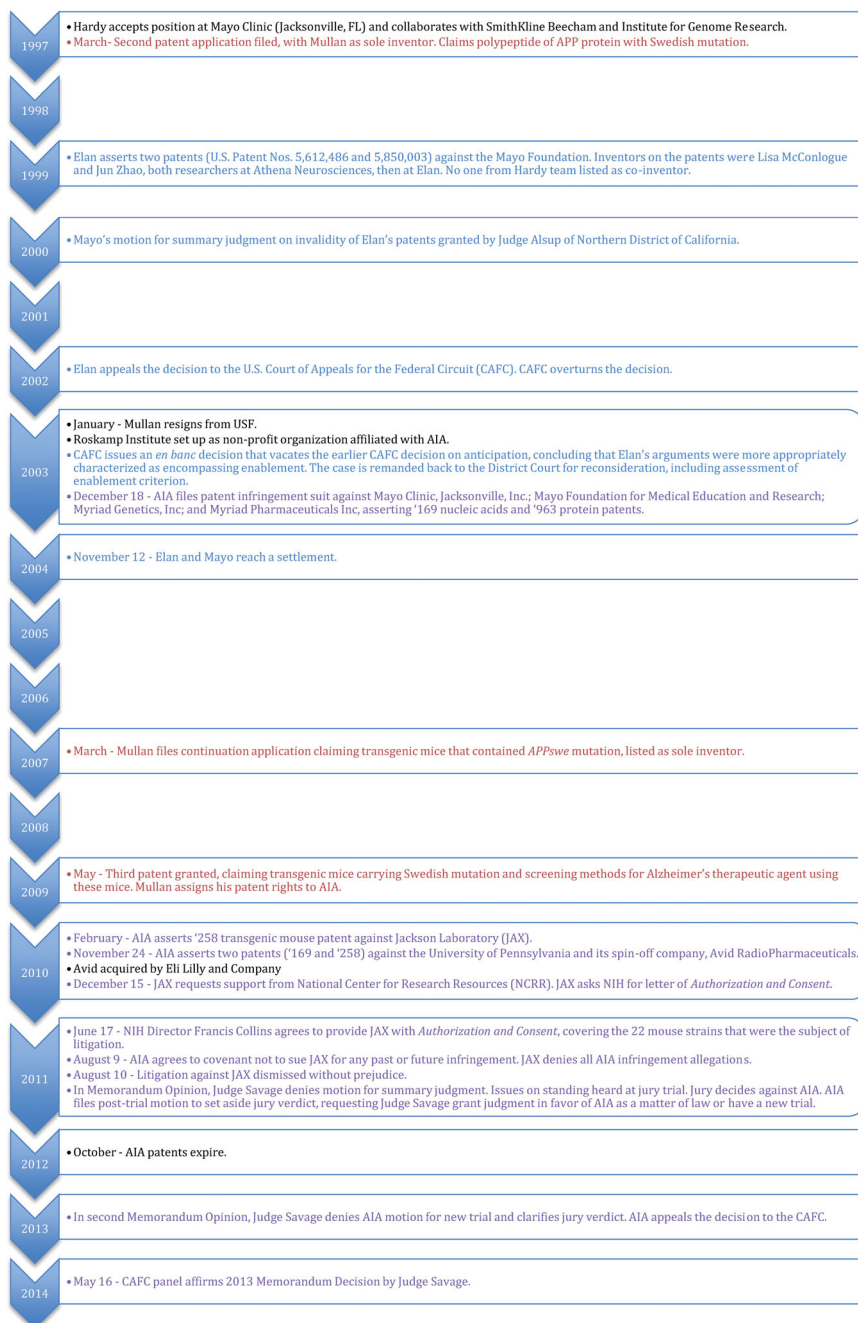 1997
• Hardy accepts position at Mayo Clinic (Jacksonville, FL) and collaborates with SmithKline Beecham and Institute for Genome Research.
• March- Second patent application filed, with Mullan as sole inventor. Claims polypeptide of APP protein with Swedish mutation.
1998
1999
• Elan asserts two patents (U.S. Patent Nos. 5,612,486 and 5,850,003) against the Mayo Foundation. Inventors on the patents were Lisa McConlogue
and Jun Zhao, both researchers at Athena Neurosciences, then at Elan. No one from Hardy team listed as co-inventor.
2000
• Mayo's motion for summary judgment on invalidity of Elan's patents granted by Judge Alsup of Northern District of California.
2001
2002
• Elan appeals the decision to the U.S. Court of Appeals for the Federal Circuit (CAFC). CAFC overturns the decision.
2003
• January - Mullan resigns from USF.
• Roskamp Institute set up as non-profit organization affiliated with AIA.
• CAFC issues an en banc decision that vacates the earlier CAFC decision on anticipation, concluding that Elan's arguments were more appropriately
characterized as encompassing enablement. The case is remanded back to the District Court for reconsideration, including assessment of
enablement criterion.
• December 18 - AIA files patent infringement suit against Mayo Clinic, Jacksonville, Inc.; Mayo Foundation for Medical Education and Research;
Myriad Genetics, Inc; and Myriad Pharmaceuticals Inc, asserting '169 nucleic acids and '963 protein patents.
2004
• November 12 - Elan and Mayo reach a settlement.
2005
2006
2007
• March - Mullan files continuation application claiming transgenic mice that contained APPswe mutation, listed as sole inventor.
2008
2009
• May - Third patent granted, claiming transgenic mice carrying Swedish mutation and screening methods for Alzheimer's therapeutic agent using
these mice. Mullan assigns his patent rights to AIA.
2010
• February - AIA asserts '258 transgenic mouse patent against Jackson Laboratory (JAX).
• November 24 - AIA asserts two patents ('169 and '258) against the University of Pennsylvania and its spin-off company, Avid RadioPharmaceuticals.
• Avid acquired by Eli Lilly and Company
• December 15 - JAX requests support from National Center for Research Resources (NCRR). JAX asks NIH for letter of Authorization and Consent.
2011
• June 17 - NIH Director Francis Collins agrees to provide JAX with Authorization and Consent, covering the 22 mouse strains that were the subject of
litigation.
• August 9 - AIA agrees to covenant not to sue JAX for any past or future infringement. JAX denies all AIA infringement allegations.
• August 10 - Litigation against JAX dismissed without prejudice.
• In Memorandum Opinion, Judge Savage denies motion for summary judgment. Issues on standing heard at jury trial. Jury decides against AIA. AIA
files post-trial motion to set aside jury verdict, requesting Judge Savage grant judgment in favor of AIA as a matter of law or have a new trial.
2012
• October - AIA patents expire.
2013
• In second Memorandum Opinion, Judge Savage denies AIA motion for new trial and clarifies jury verdict. AIA appeals the decision to the CAFC.
2014
• May 16 - CAFC panel affirms 2013 Memorandum Decision by Judge Savage.